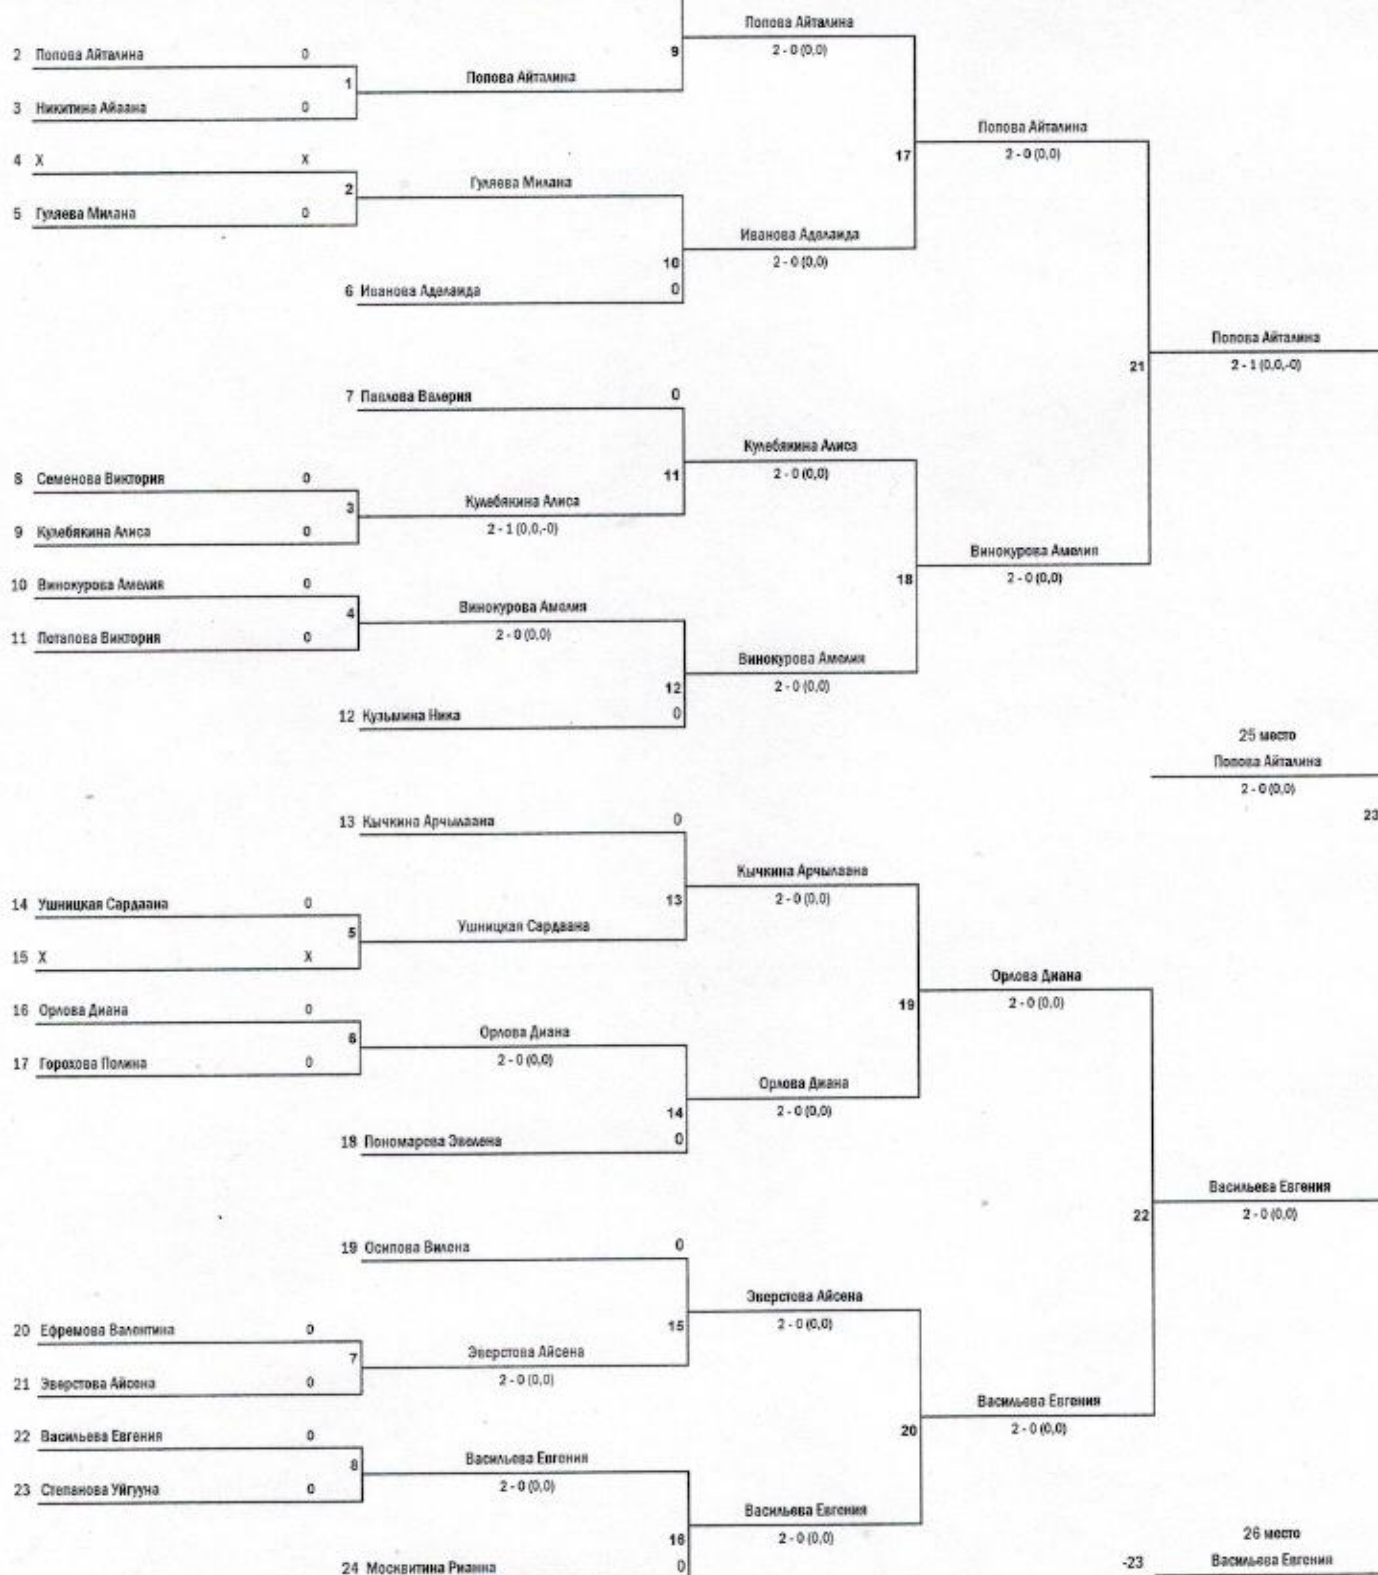 Попова Айталина
9 2 - 0 (0,0)
2 Попова Айталина 0
1 Попова Айталина
3 Никитина Айаана 0
Попова Айталина
4 X X
17 2 - 0 (0,0)
2 Гуляева Милана
5 Гуляева Милана 0
Иванова Аделаида
10 2 - 0 (0,0)
6 Иванова Аделаида 0
Попова Айталина
21 2 - 1 (0,0,-0)
7 Павлова Валерия 0
Кулебякина Алиса
11 2 - 0 (0,0)
8 Семенова Виктория 0
3 Кулебякина Алиса
9 Кулебякина Алиса 0
2 - 1 (0,0,-0)
Винокурова Амелия
10 Винокурова Амелия 0
18 2 - 0 (0,0)
4 Винокурова Амелия
11 Потапова Виктория 0
2 - 0 (0,0)
Винокурова Амелия
12 2 - 0 (0,0)
12 Кузьмина Ника 0
25 место
Попова Айталина
2 - 0 (0,0)
23
13 Кычкина Арчылаана 0
Кычкина Арчылаана
13 2 - 0 (0,0)
14 Ушницкая Сардаана 0
5 Ушницкая Сардаана
15 X X
Орлова Диана
19 2 - 0 (0,0)
16 Орлова Диана 0
6 Орлова Диана
17 Горохова Полина 0
2 - 0 (0,0)
Орлова Диана
14 2 - 0 (0,0)
18 Пономарева Эвелена 0
Васильева Евгения
22 2 - 0 (0,0)
19 Осипова Вилена 0
Эверстова Айсена
15 2 - 0 (0,0)
20 Ефремова Валентина 0
7 Эверстова Айсена
21 Эверстова Айсена 0
2 - 0 (0,0)
Васильева Евгения
20 2 - 0 (0,0)
22 Васильева Евгения 0
8 Васильева Евгения
23 Степанова Уйгууна 0
2 - 0 (0,0)
Васильева Евгения
16 2 - 0 (0,0)
24 Москвитина Рианна 0
26 место
-23 Васильева Евгения